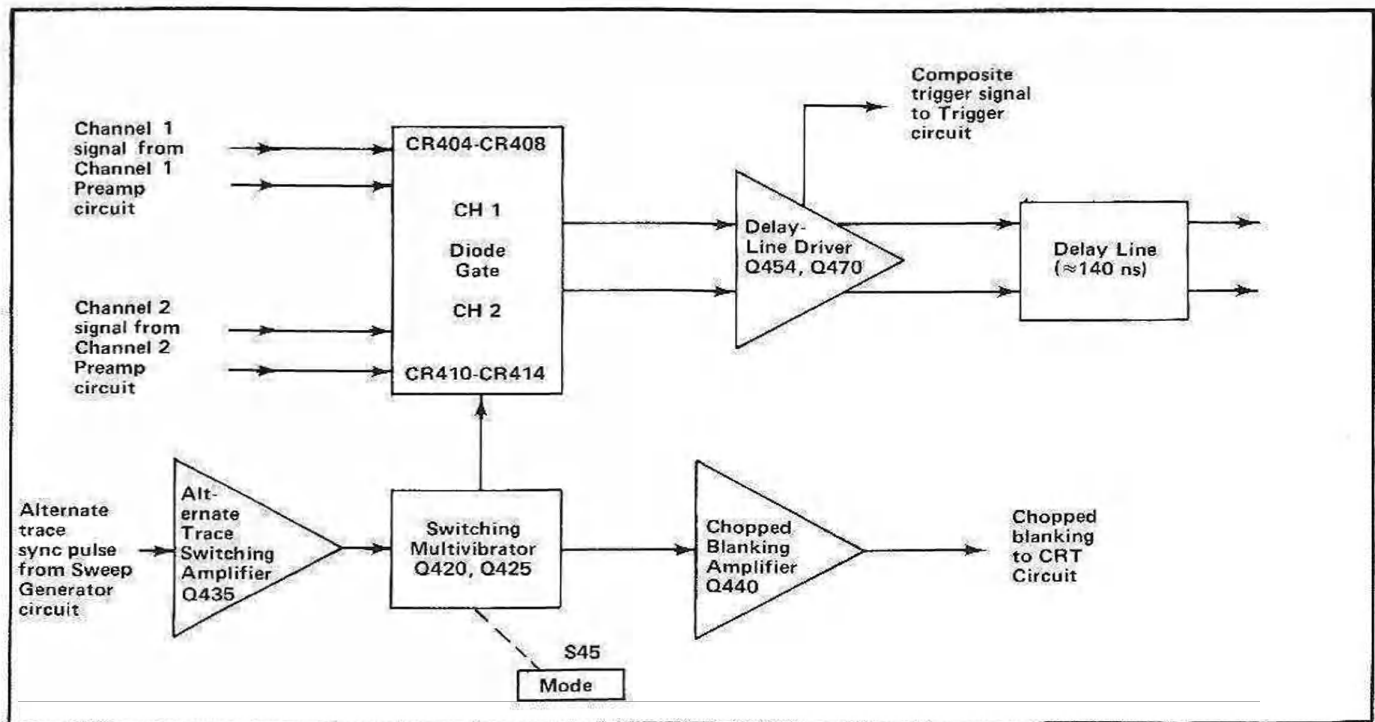 Composite
trigger signal
to Trigger
circuit
Channel 1
signal from
Channel 1
Preamp
circuit
CR404-CR408
CH 1
Diode
Gate
CH 2
CR410-CR414
Delay-
Line Driver
Q454, Q470
Delay Line
(≈140 ns)
Channel 2
signal from
Channel 2
Preamp
circuit
Alternate
trace
sync pulse
from Sweep
Generator
circuit
Alt-
ernate
Trace
Switching
Amplifier
Q435
Switching
Multivibrator
Q420, Q425
Chopped
Blanking
Amplifier
Q440
Chopped
blanking
to CRT
Circuit
S45
Mode